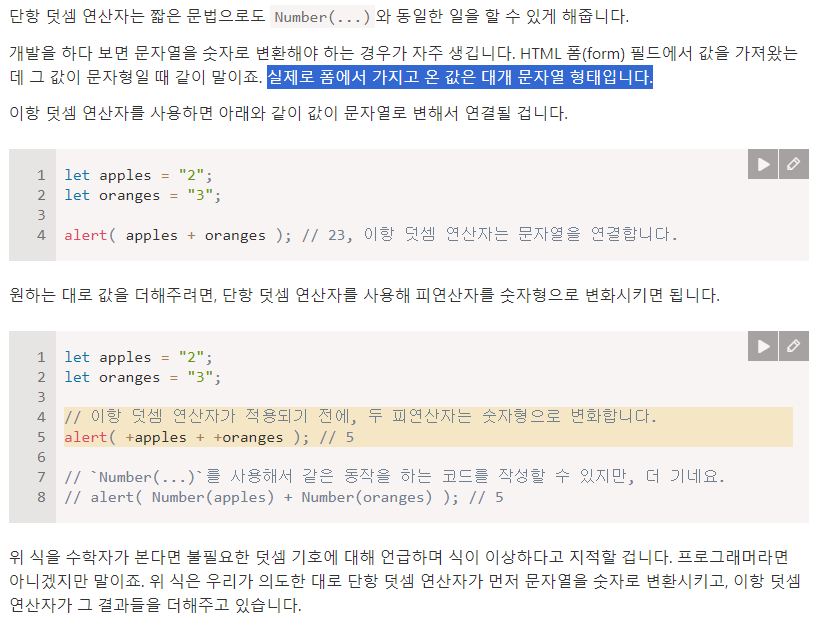 단항 덧셈 연산자는 짧은 문법으로도 Number(...)와 동일한 일을 할 수 있게 해줍니다.
개발을 하다 보면 문자열을 숫자로 변환해야 하는 경우가 자주 생깁니다. HTML 폼(form) 필드에서 값을 가져왔는
데 그 값이 문자형일 때 같이 말이죠. 실제로 폼에서 가지고 온 값은 대개 문자열 형태입니다.
이항 덧셈 연산자를 사용하면 아래와 같이 값이 문자열로 변해서 연결될 겁니다.
1 let apples = "2";
2 let oranges = "3";
3
4 alert( apples + oranges ); // 23, 이항 덧셈 연산자는 문자열을 연결합니다.
원하는 대로 값을 더해주려면, 단항 덧셈 연산자를 사용해 피연산자를 숫자형으로 변화시키면 됩니다.
1 let apples = "2";
2 let oranges = "3";
3
4 // 이항 덧셈 연산자가 적용되기 전에, 두 피연산자는 숫자형으로 변화합니다.
5 alert( +apples + +oranges ); // 5
6
7 // `Number(...)`를 사용해서 같은 동작을 하는 코드를 작성할 수 있지만, 더 기네요.
8 // alert( Number(apples) + Number(oranges) ); // 5
위 식을 수학자가 본다면 불필요한 덧셈 기호에 대해 언급하며 식이 이상하다고 지적할 겁니다. 프로그래머라면
아니겠지만 말이죠. 위 식은 우리가 의도한 대로 단항 덧셈 연산자가 먼저 문자열을 숫자로 변환시키고, 이항 덧셈
연산자가 그 결과들을 더해주고 있습니다.